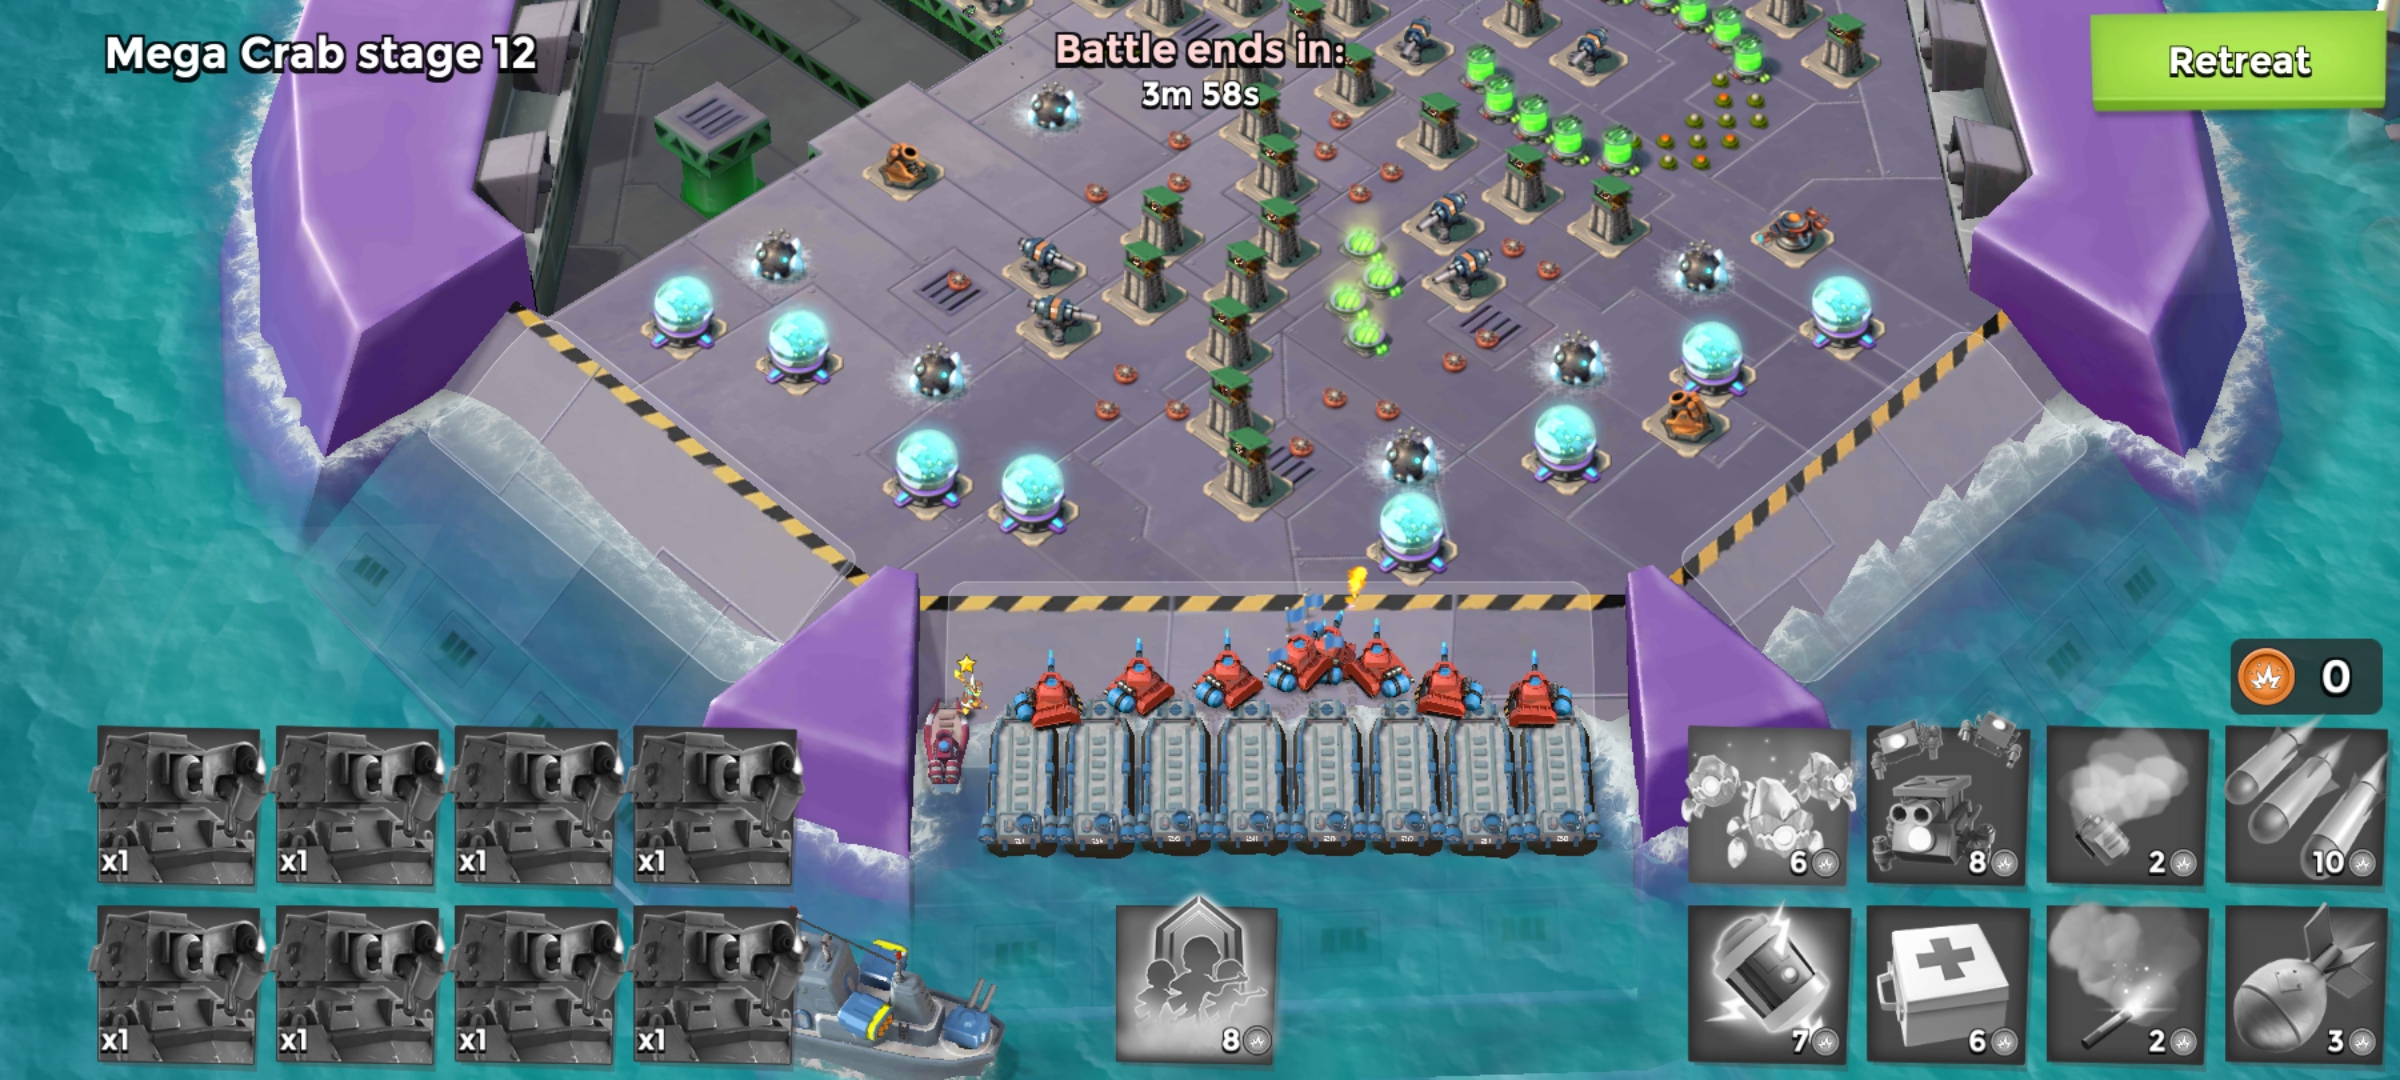 Mega Crab stage 12
Battle ends in:
3m 58s
Retreat
0
x1
x1
x1
x1
6
8
2
10
x1
x1
x1
x1
8
7
6
2
3